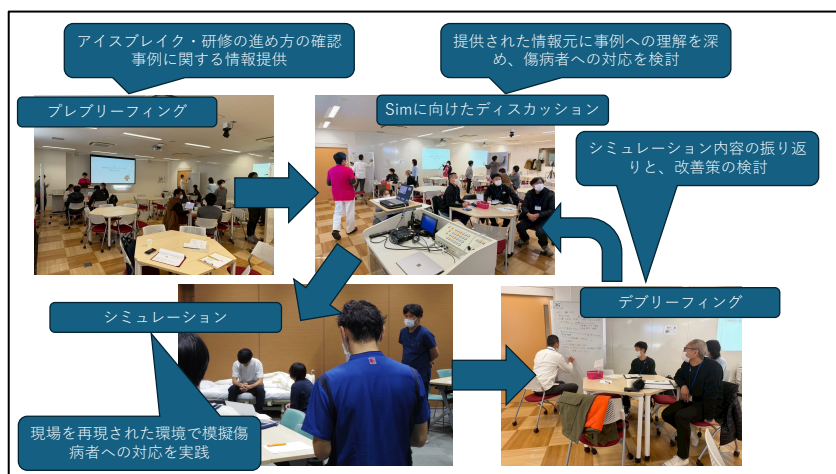 アイスブレイク・研修の進め方の確認
事例に関する情報提供
提供された情報元に事例への理解を深
め、傷病者への対応を検討
プレブリーフィング
Simに向けたディスカッション
シミュレーション内容の振り返
りと、改善策の検討
シミュレーション
デブリーフィング
現場を再現された環境で模擬傷
病者への対応を実践